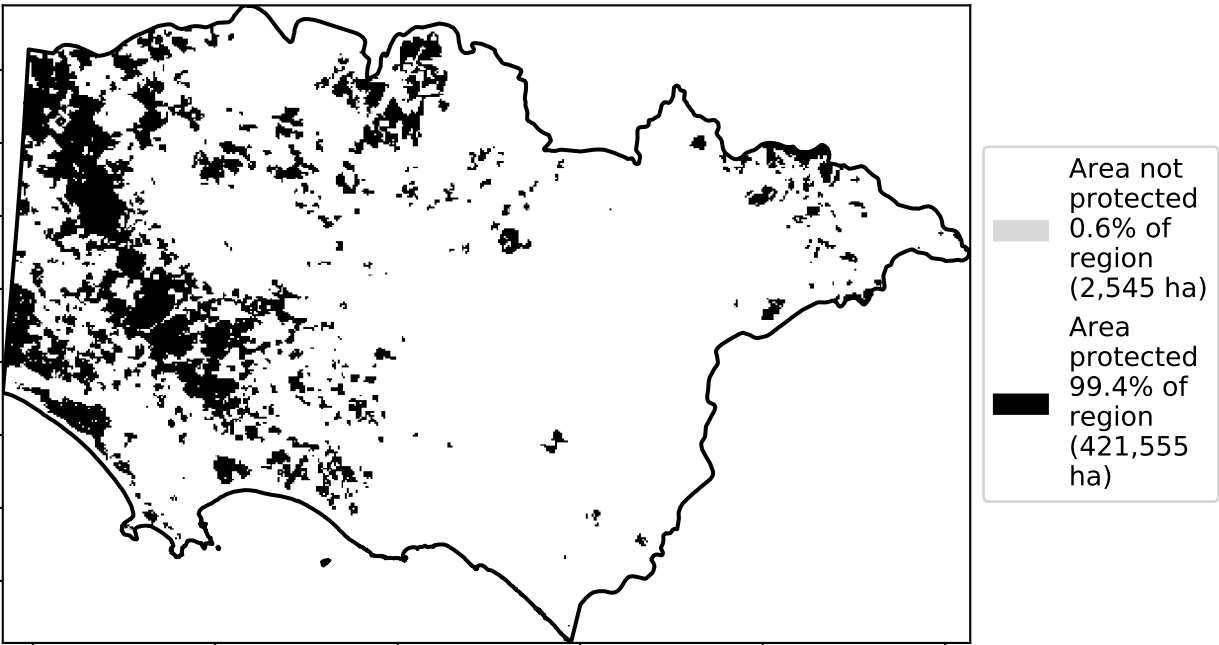 Area not
protected
0.6% of
region
(2,545 ha)
Area
protected
99.4% of
region
(421,555
ha)